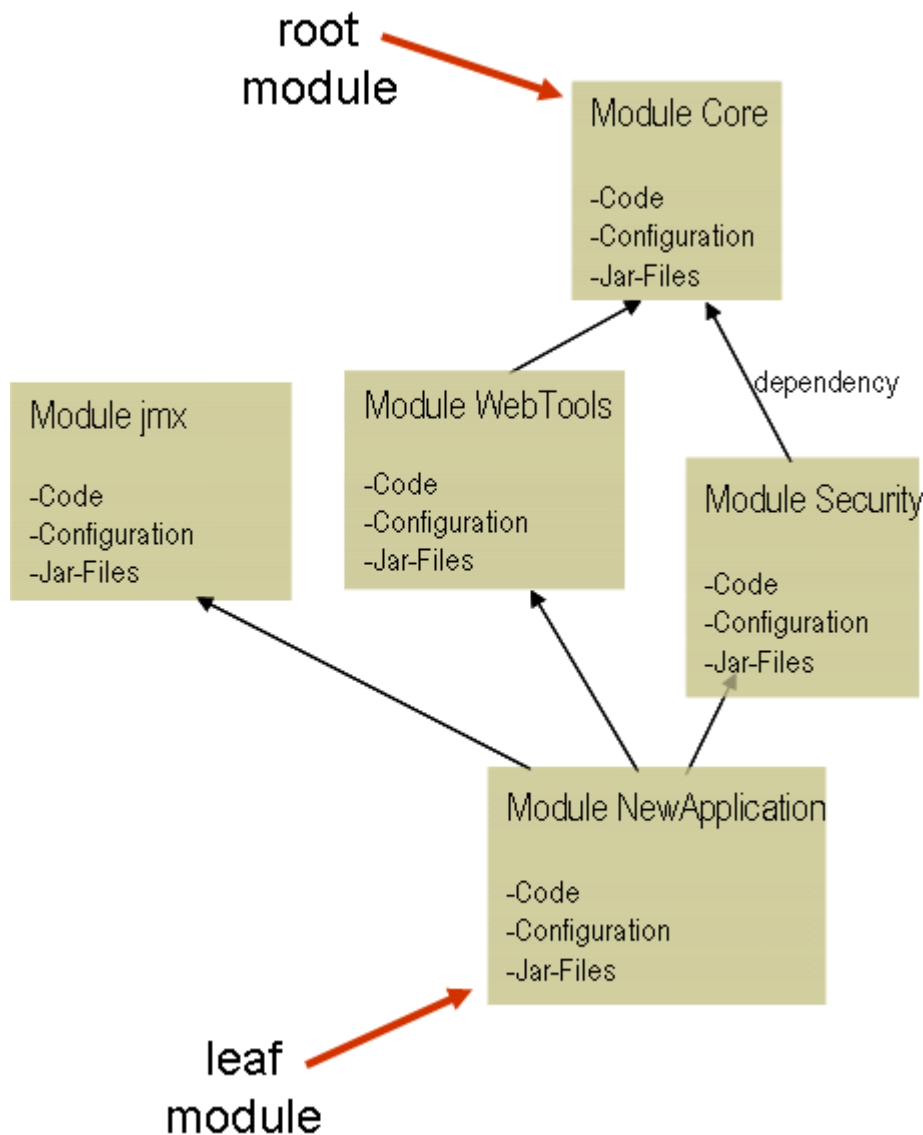 root
module
Module Core
-Code
-Configuration
-Jar-Files
dependency
Module jmx
-Code
-Configuration
-Jar-Files
Module WebTools
-Code
-Configuration
-Jar-Files
Module Security
-Code
-Configuration
-Jar-Files
Module NewApplication
-Code
-Configuration
-Jar-Files
leaf
module